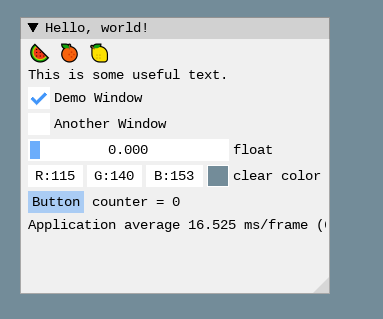 Hello, world!
This is some useful text.
Demo Window
Another Window
0.000 float
R:115 G:140 B:153 clear color
Button counter = 0
Application average 16.525 ms/frame (